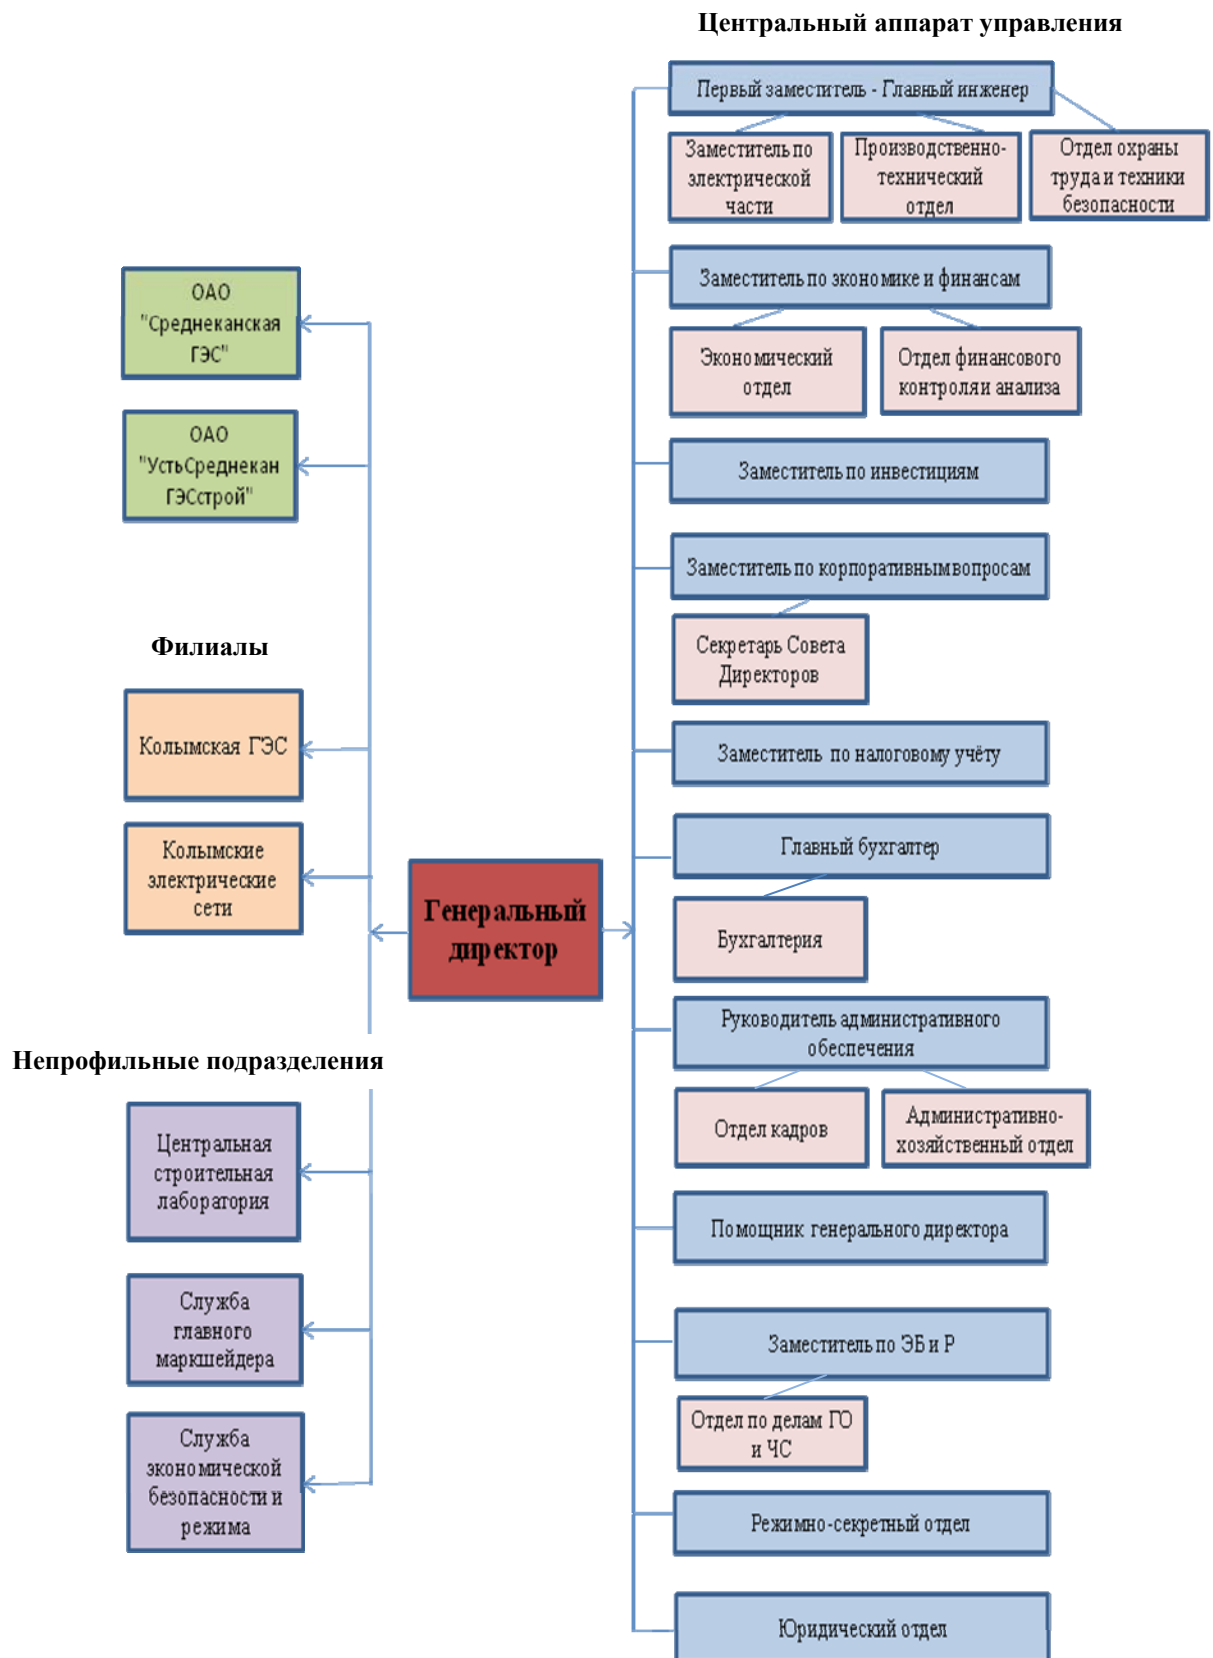 Центральный аппарат управления
Первый заместитель - Главный инженер
Заместитель по
электрической
части
Производственно-
технический
отдел
Отдел охраны
труда и техники
безопасности
Заместитель по экономике и финансам
Экономический
отдел
Отдел финансового
контроля и анализа
Заместитель по инвестициям
Заместитель по корпоративным вопросам
Секретарь Совета
Директоров
Заместитель по налоговому учёту
Главный бухгалтер
Бухгалтерия
Руководитель административного
обеспечения
Отдел кадров
Административно-
хозяйственный отдел
Помощник генерального директора
Заместитель по ЭБ и Р
Отдел по делам ГО
и ЧС
Режимно-секретный отдел
Юридический отдел
Генеральный
директор
ОАО
"Среднеканская
ГЭС"
ОАО
"УстьСреднекан
ГЭСстрой"
Филиалы
Колымская ГЭС
Колымские
электрические
сети
Непрофильные подразделения
Центральная
строительная
лаборатория
Служба
главного
маркшейдера
Служба
экономической
безопасности и
режима